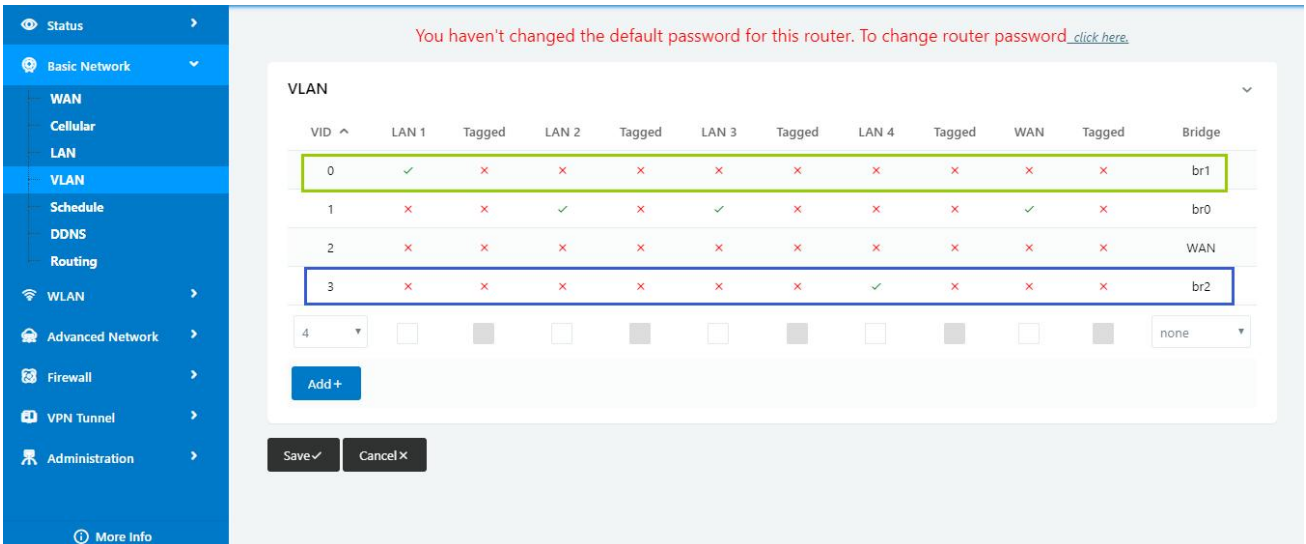 Status
Basic Network
WAN
Cellular
LAN
VLAN
Schedule
DDNS
Routing
WLAN
Advanced Network
Firewall
VPN Tunnel
Administration
More Info
You haven't changed the default password for this router. To change router password click here.
VLAN
VID LAN 1 Tagged LAN 2 Tagged LAN 3 Tagged LAN 4 Tagged WAN Tagged Bridge
0 ✓ × × × × × × × × × br1
1 × × ✓ × ✓ × × × ✓ × br0
2 × × × × × × × × × × WAN
3 × × × × × × ✓ × × × br2
4 none
Add+
Save✓ Cancel×